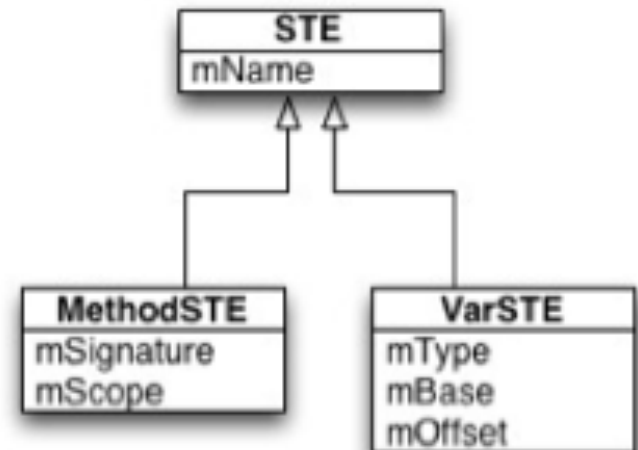 STE
mName
MethodSTE
mSignature
mScope
VarSTE
mType
mBase
mOffset